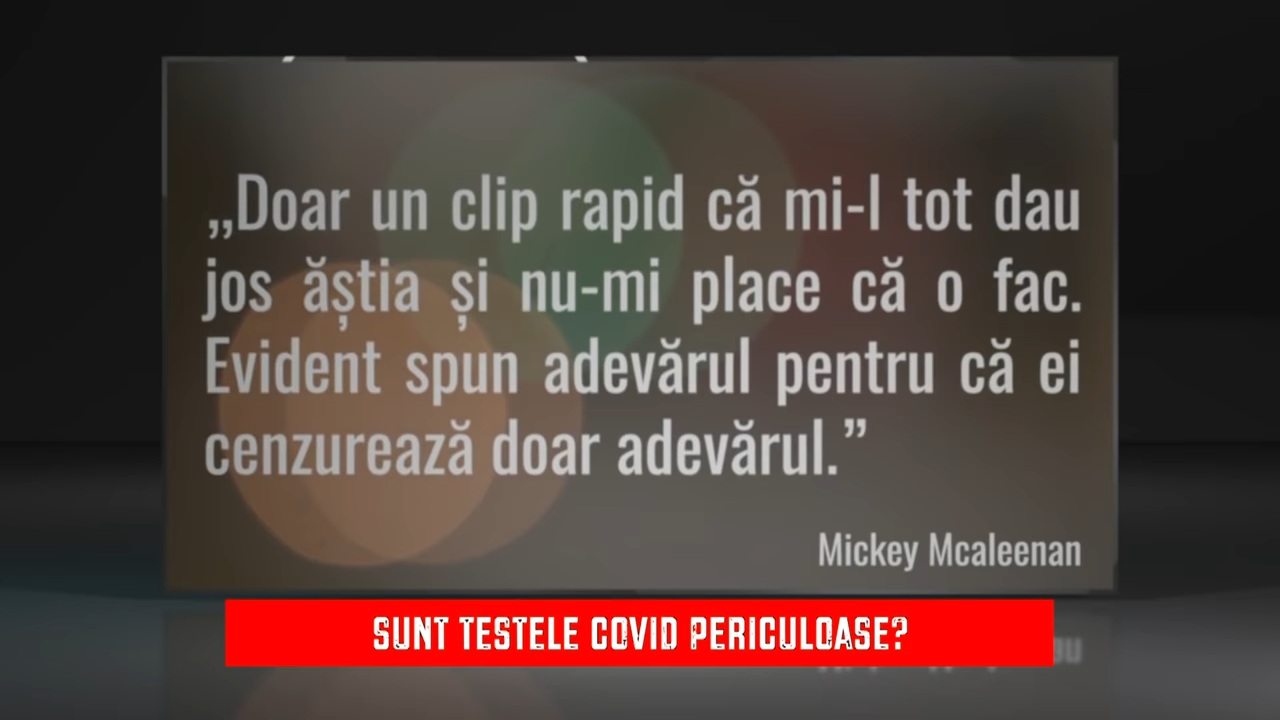 „Doar un clip rapid că mi-l tot dau
jos ăștia și nu-mi place că o fac.
Evident spun adevărul pentru că ei
cenzurează doar adevărul.”
Mickey Mcaleenan
SUNT TESTELE COVID PERICULOASE?